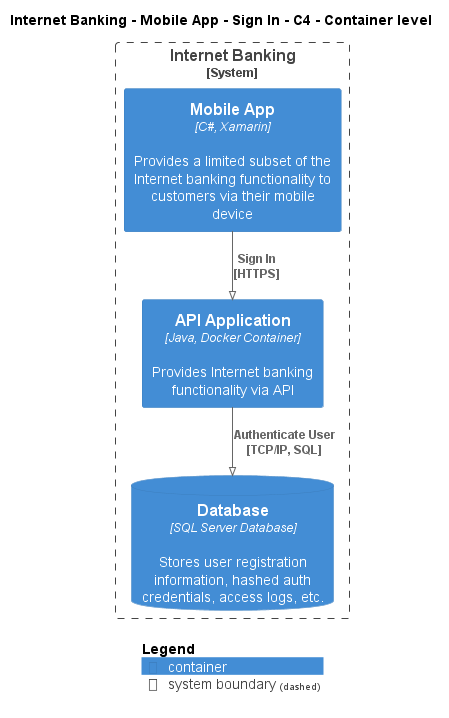 Internet Banking - Mobile App - Sign In - C4 - Container level
Internet Banking
[System]
Mobile App
[C#, Xamarin]
Provides a limited subset of the
Internet banking functionality to
customers via their mobile
device
Sign In
[HTTPS]
API Application
[Java, Docker Container]
Provides Internet banking
functionality via API
Authenticate User
[TCP/IP, SQL]
Database
[SQL Server Database]
Stores user registration
information, hashed auth
credentials, access logs, etc.
Legend
container
system boundary (dashed)